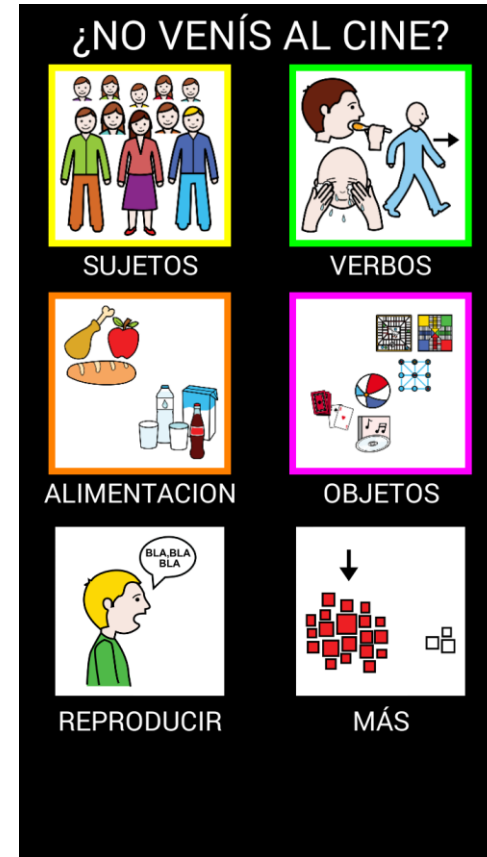 ¿NO VENÍS AL CINE?
SUJETOS
VERBOS
ALIMENTACION
OBJETOS
BLA,BLA
BLA
REPRODUCIR
MÁS